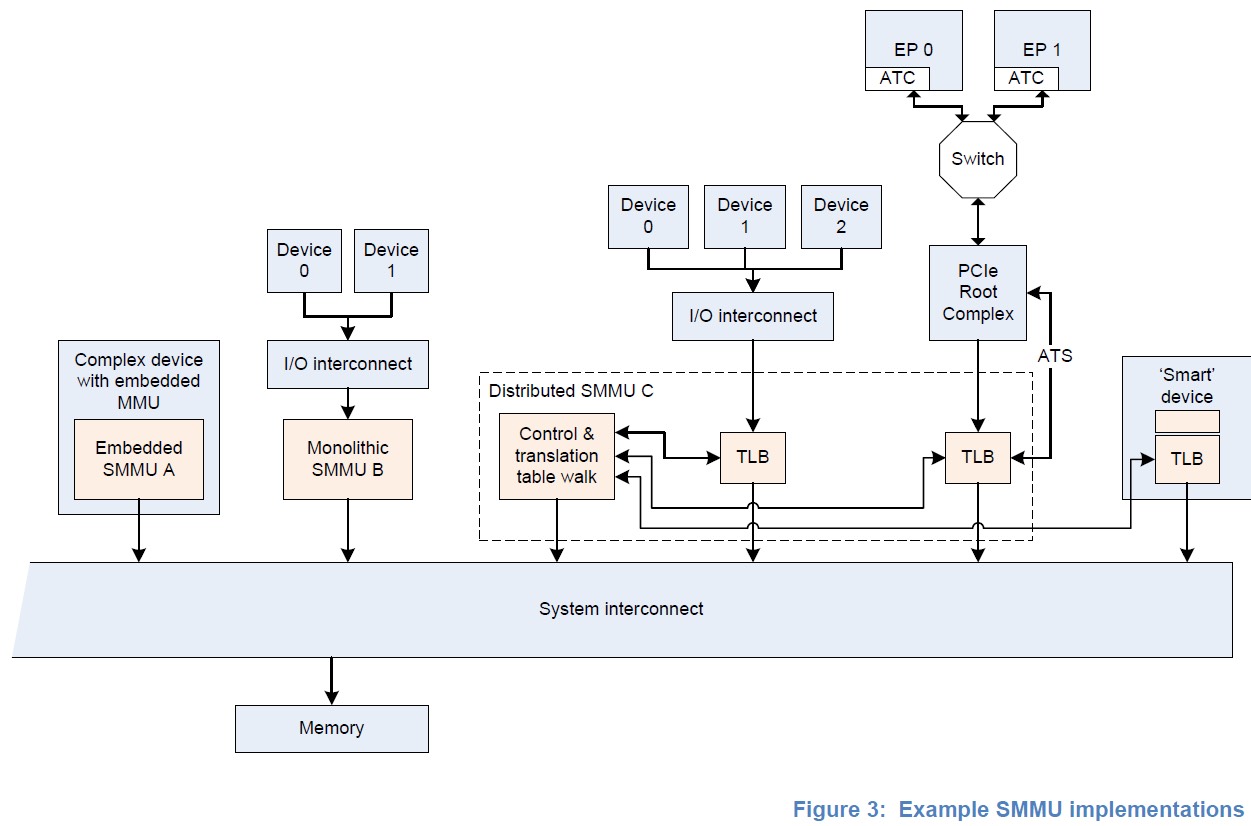 EP 0
ATC
EP 1
ATC
Switch
Device
0
Device
1
Device
2
Device
0
Device
1
PCIe
Root
Complex
I/O interconnect
I/O interconnect
ATS
Complex device
with embedded
MMU
Embedded
SMMU A
Monolithic
SMMU B
Distributed SMMU C
Control &
translation
table walk
TLB
TLB
‘Smart’
device
TLB
System interconnect
Memory
Figure 3: Example SMMU implementations